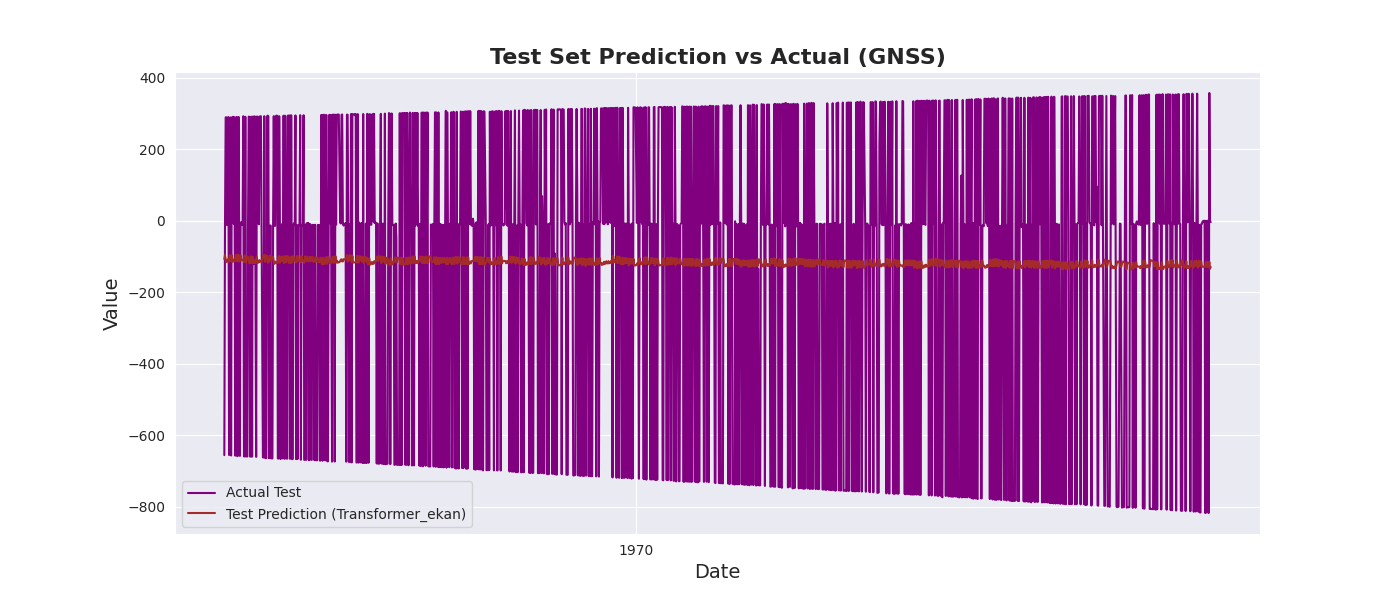 Test Set Prediction vs Actual (GNSS)
400
200
0
−200
−400
−600
−800
Value
Actual Test
Test Prediction (Transformer_ekan)
1970
Date